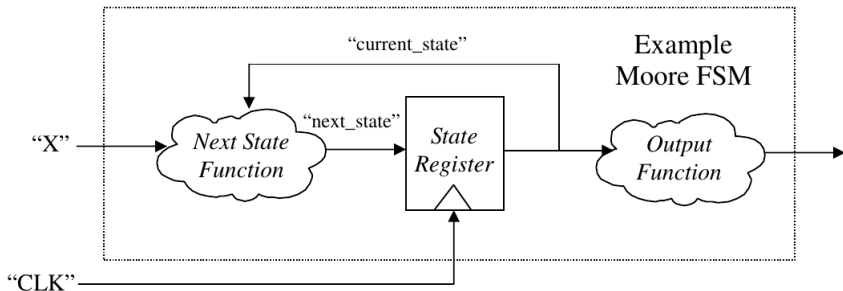 “current_state”
Example
Moore FSM
“X”
Next State
Function
“next_state”
State
Register
Output
Function
“CLK”